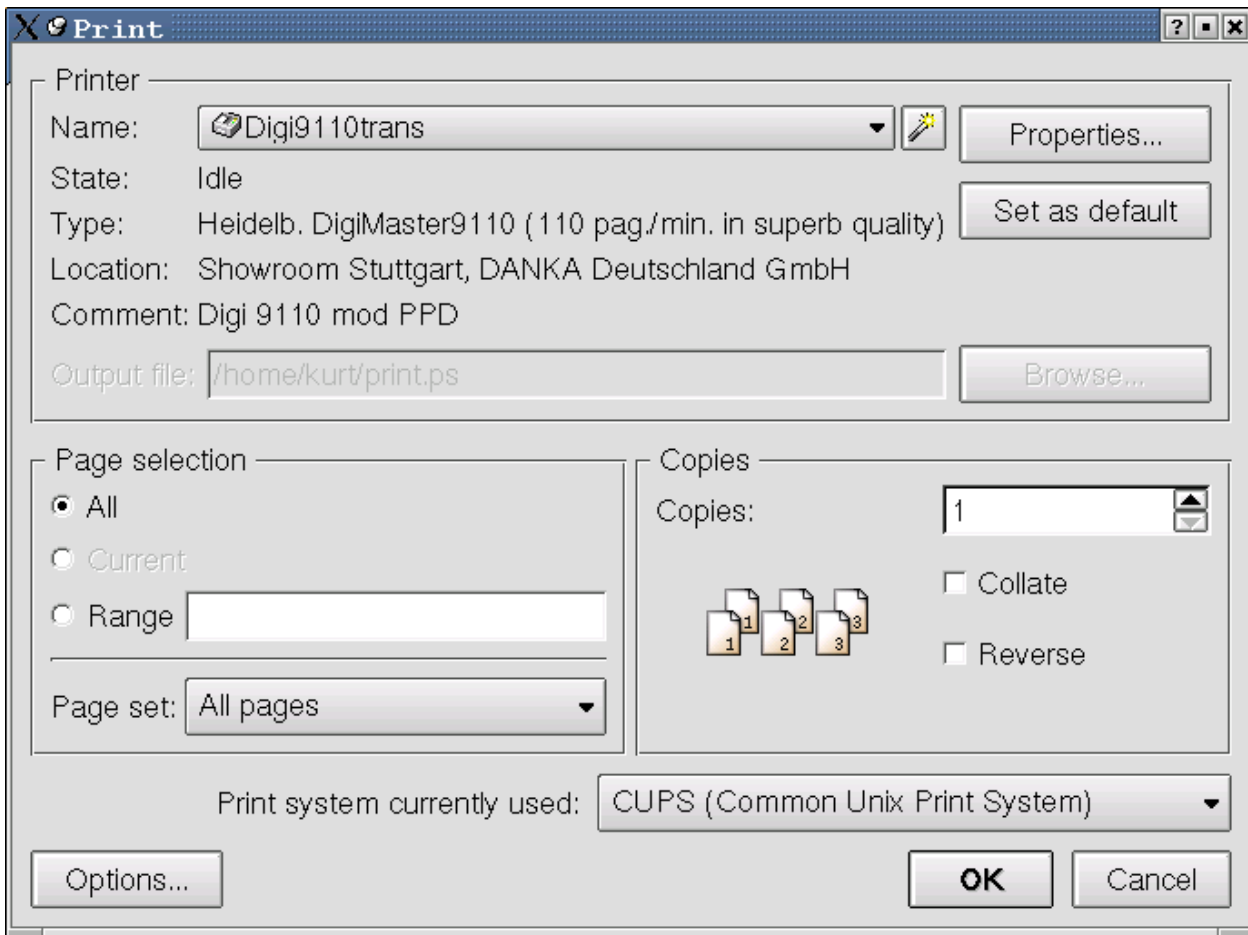 Print
Printer
Name: Digi9110trans Properties...
State: Idle
Set as default
Type: Heidelb. DigiMaster9110 (110 pag./min. in superb quality)
Location: Showroom Stuttgart, DANKA Deutschland GmbH
Comment: Digi 9110 mod PPD
Output file: /home/kurt/print.ps Browse...
Page selection
All
Current
Range
Page set: All pages
Copies
Copies: 1
Collate
1 1 2 2 3 3
Reverse
Print system currently used: CUPS (Common Unix Print System)
Options... OK Cancel